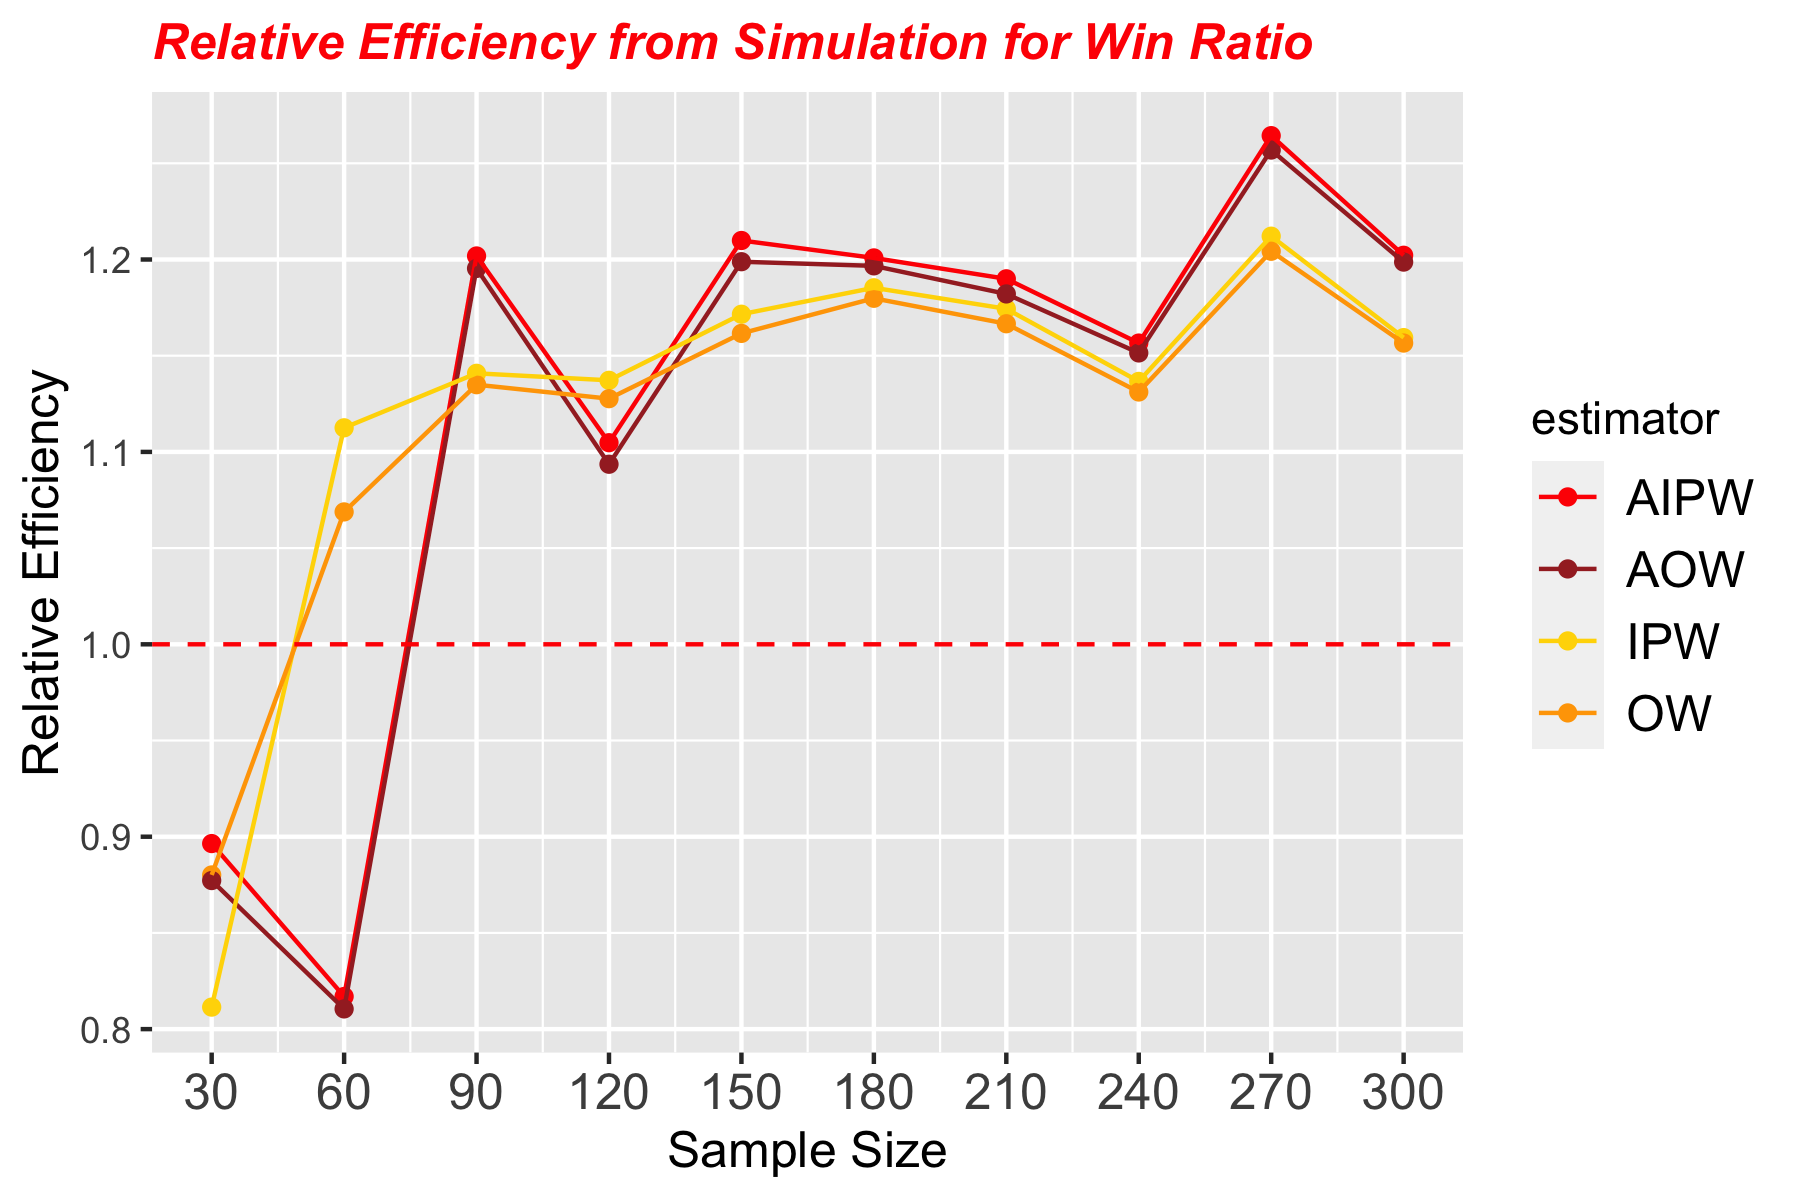 Relative Efficiency from Simulation for Win Ratio
Relative Efficiency
1.2
1.1
1.0
0.9
0.8
30 60 90 120 150 180 210 240 270 300
Sample Size
estimator
AIPW
AOW
IPW
OW